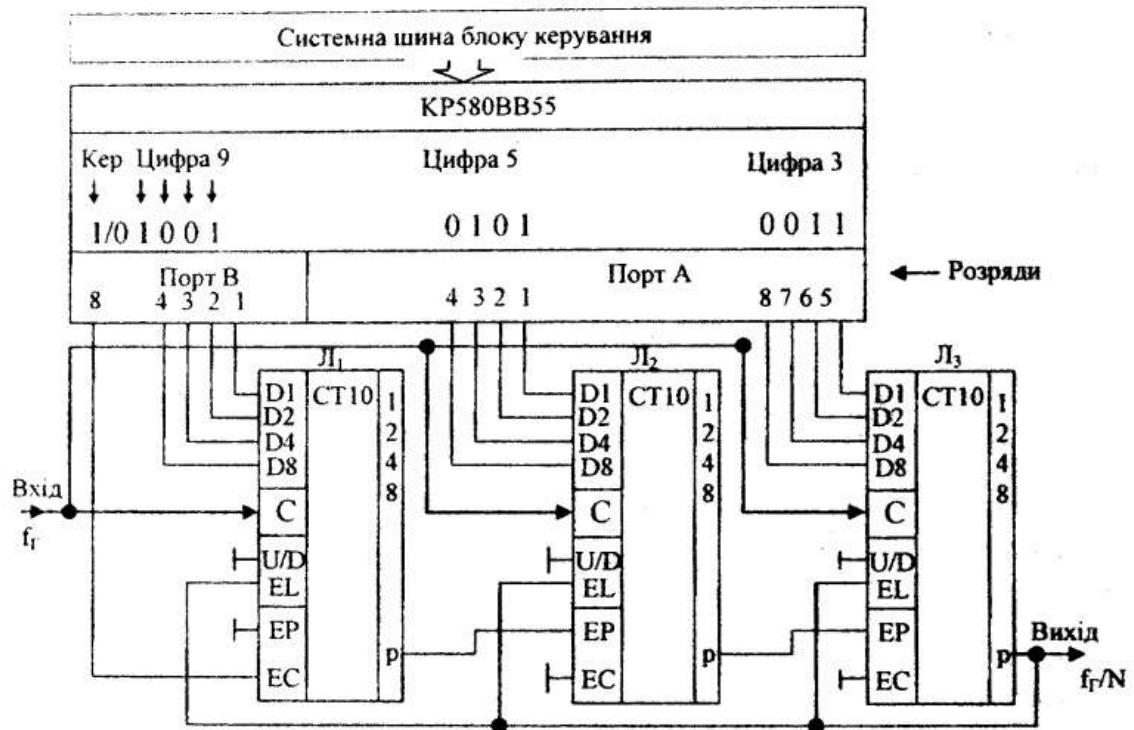 Системна шина блоку керування
КР580ВВ55
Кер Цифра 9 Цифра 5 Цифра 3
1/0 1 0 0 1 0 1 0 1 0 0 1 1
Порт В Порт А Розряди
8 4 3 2 1 4 3 2 1 8 7 6 5
Л1 Л2 Л3
D1 СТ10 1 D1 СТ10 1 D1 СТ10 1
D2 2 D2 2 D2 2
D4 4 D4 4 D4 4
D8 8 D8 8 D8 8
Вхід
fГ
C C C
U/D U/D U/D
EL EL EL
EP EP EP
p p p
EC EC EC
Вихід
fГ/N